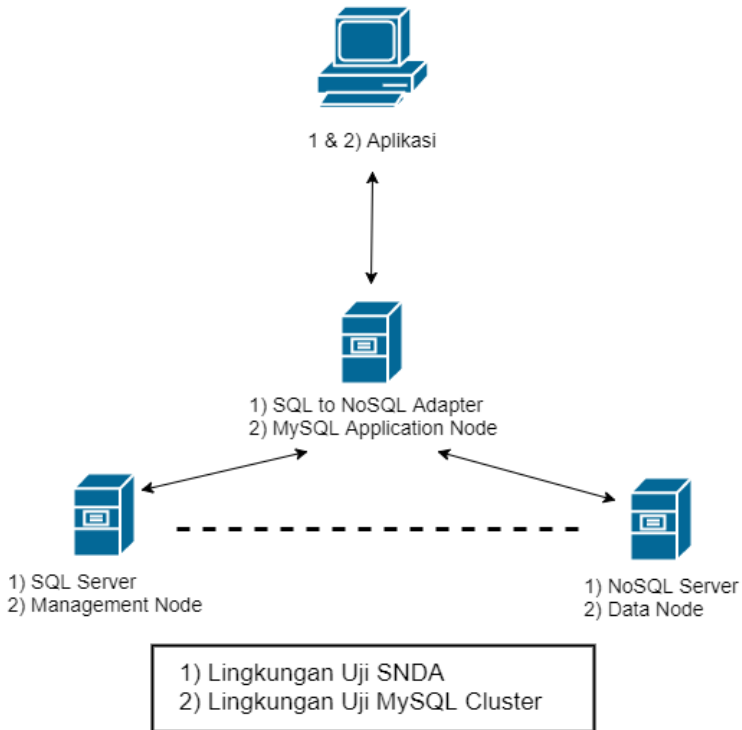 1 & 2) Aplikasi
1) SQL to NoSQL Adapter
2) MySQL Application Node
1) SQL Server
2) Management Node
1) NoSQL Server
2) Data Node
1) Lingkungan Uji SNDA
2) Lingkungan Uji MySQL Cluster